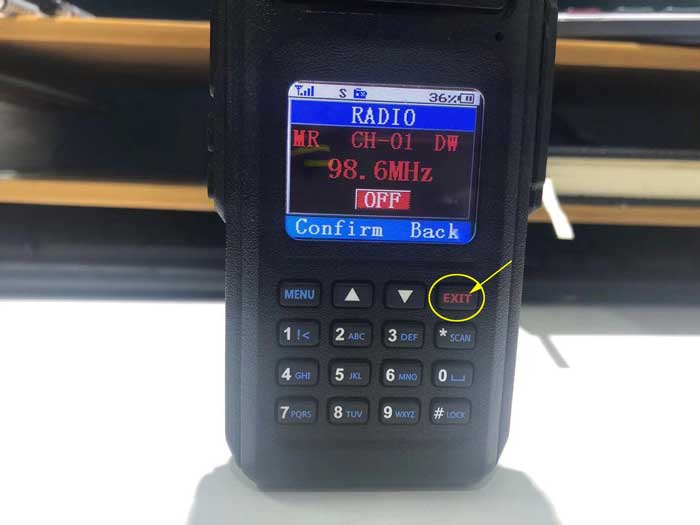 S 36%
RADIO
MR CH-01 DW
98.6MHz
OFF
Confirm Back
MENU ▲ ▼ EXIT
1 !< 2 ABC 3 DEF * SCAN
4 GHI 5 JKL 6 MNO 0
7 PQRS 8 TUV 9 WXYZ # LOCK